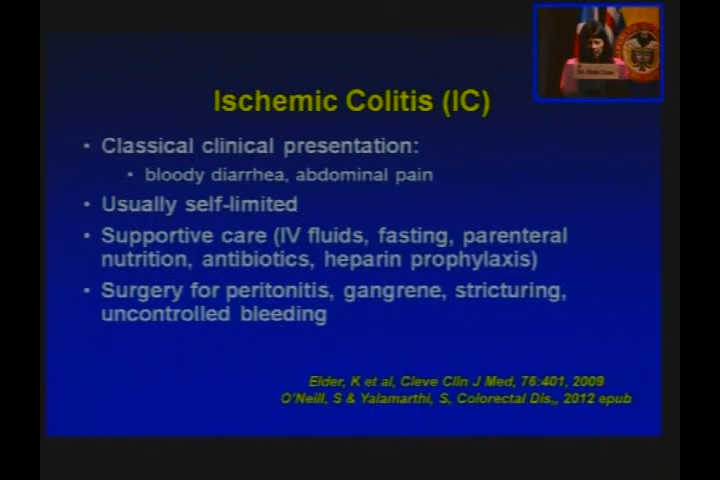 Ischemic Colitis (IC)
• Classical clinical presentation:
• bloody diarrhea, abdominal pain
• Usually self-limited
• Supportive care (IV fluids, fasting, parenteral
nutrition, antibiotics, heparin prophylaxis)
• Surgery for peritonitis, gangrene, stricturing,
uncontrolled bleeding
Elder, K et al, Cleve Clin J Med, 76:401, 2009
O'Neill, S & Yalamarthi, S, Colorectal Dis,, 2012 epub